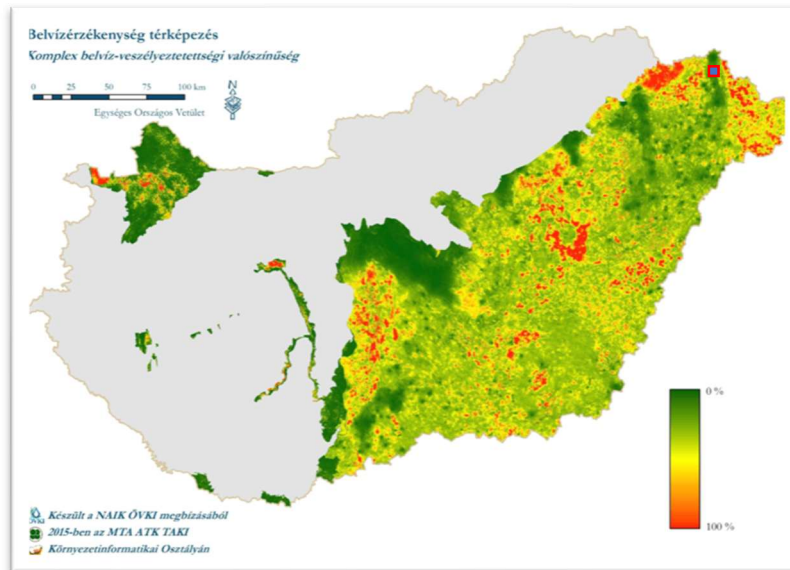 Belvízérzékenység térképezés
Komplex belvíz-veszélyeztetettségi valószínűség
0 25 50 75 100 km
N
Egységes Országos Vetület
0 %
100 %
ÖVKI
Készült a NAIK ÖVKI megbízásából
2015-ben az MTA ATK TAKI
Környezetinformatikai Osztályán